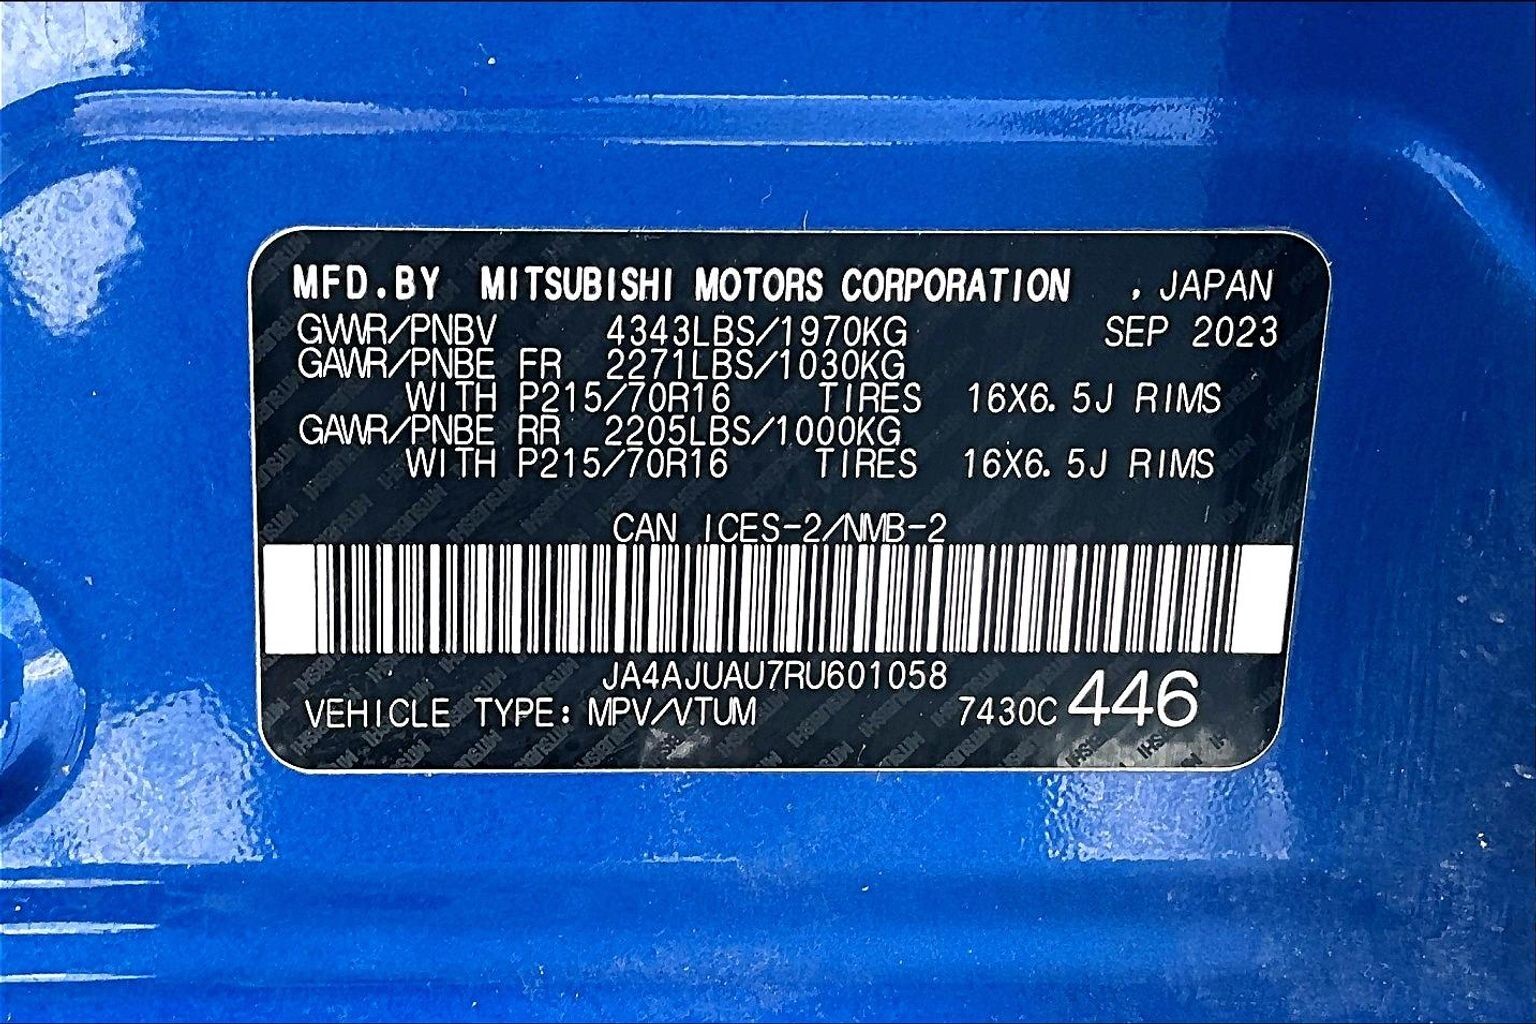 MFD.BY MITSUBISHI MOTORS CORPORATION , JAPAN
GVWR/PNBV 4343LBS/1970KG SEP 2023
GAWR/PNBE FR 2271LBS/1030KG
WITH P215/70R16 TIRES 16X6.5J RIMS
GAWR/PNBE RR 2205LBS/1000KG
WITH P215/70R16 TIRES 16X6.5J RIMS
CAN ICES-2/NMB-2
JA4AJUAU7RU601058
VEHICLE TYPE: MPV/VTUM 7430C 446